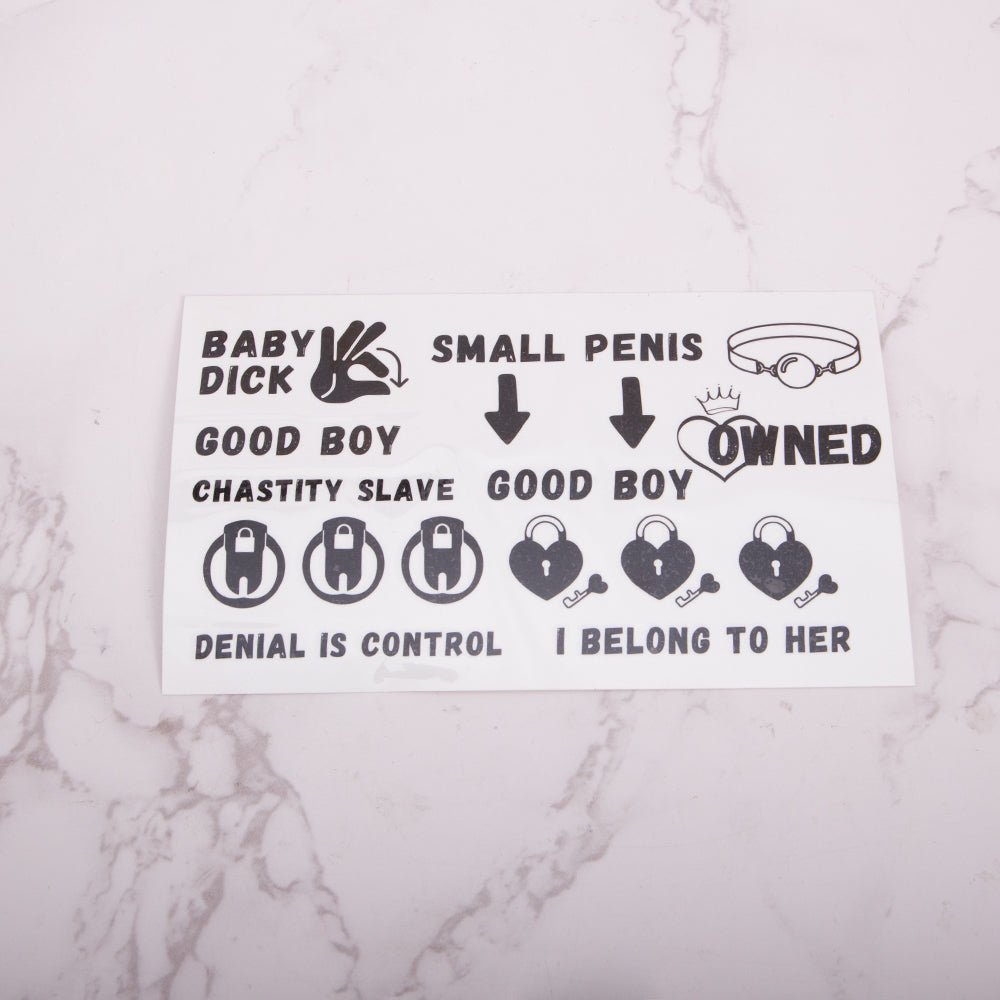 BABY
DICK
SMALL PENIS
GOOD BOY
OWNED
CHASTITY SLAVE
GOOD BOY
DENIAL IS CONTROL
I BELONG TO HER